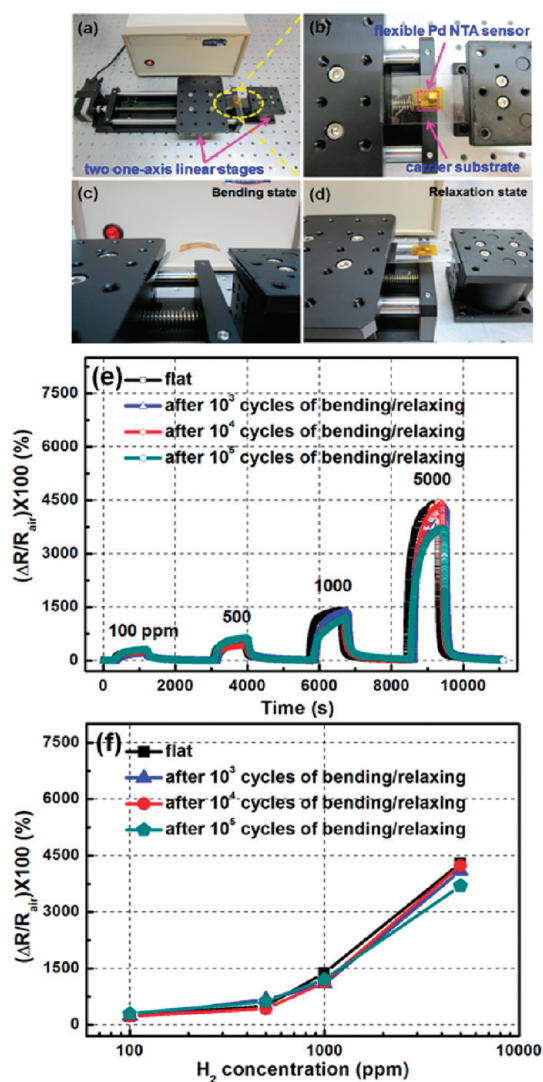 (a)
two one-axis linear stages
(b)
flexible Pd NTA sensor
carrier substrate
(c)
Bending state
(d)
Relaxation state
(e)
flat
after 10³ cycles of bending/relaxing
after 10⁴ cycles of bending/relaxing
after 10⁵ cycles of bending/relaxing
7500
6000
4500
3000
1500
0
(ΔR/R_air)X100 (%)
100 ppm
500
1000
5000
0 2000 4000 6000 8000 10000
Time (s)
(f)
flat
after 10³ cycles of bending/relaxing
after 10⁴ cycles of bending/relaxing
after 10⁵ cycles of bending/relaxing
7500
6000
4500
3000
1500
0
(ΔR/R_air)X100 (%)
100 1000 10000
H₂ concentration (ppm)